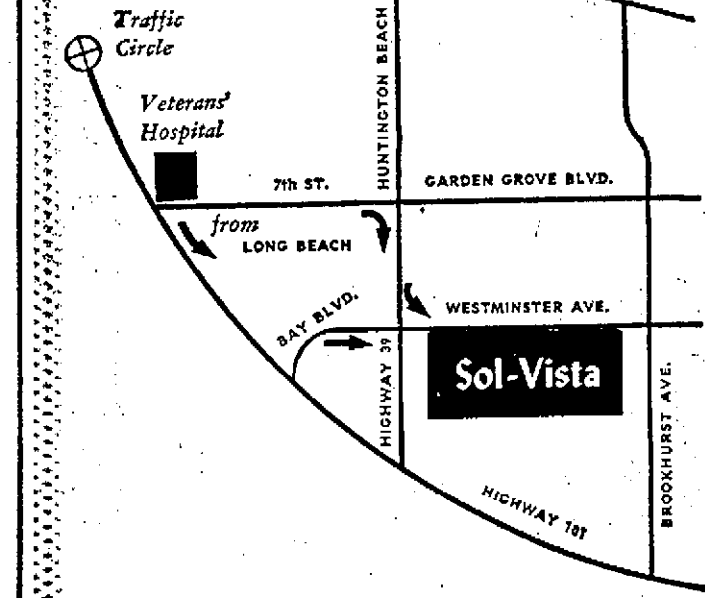 Traffic
Circle
HUNTINGTON BEACH
Veterans'
Hospital
7th ST.
GARDEN GROVE BLVD.
from
LONG BEACH
BAY BLVD.
WESTMINSTER AVE.
HIGHWAY 39
Sol-Vista
BROOKHURST AVE.
HIGHWAY 101